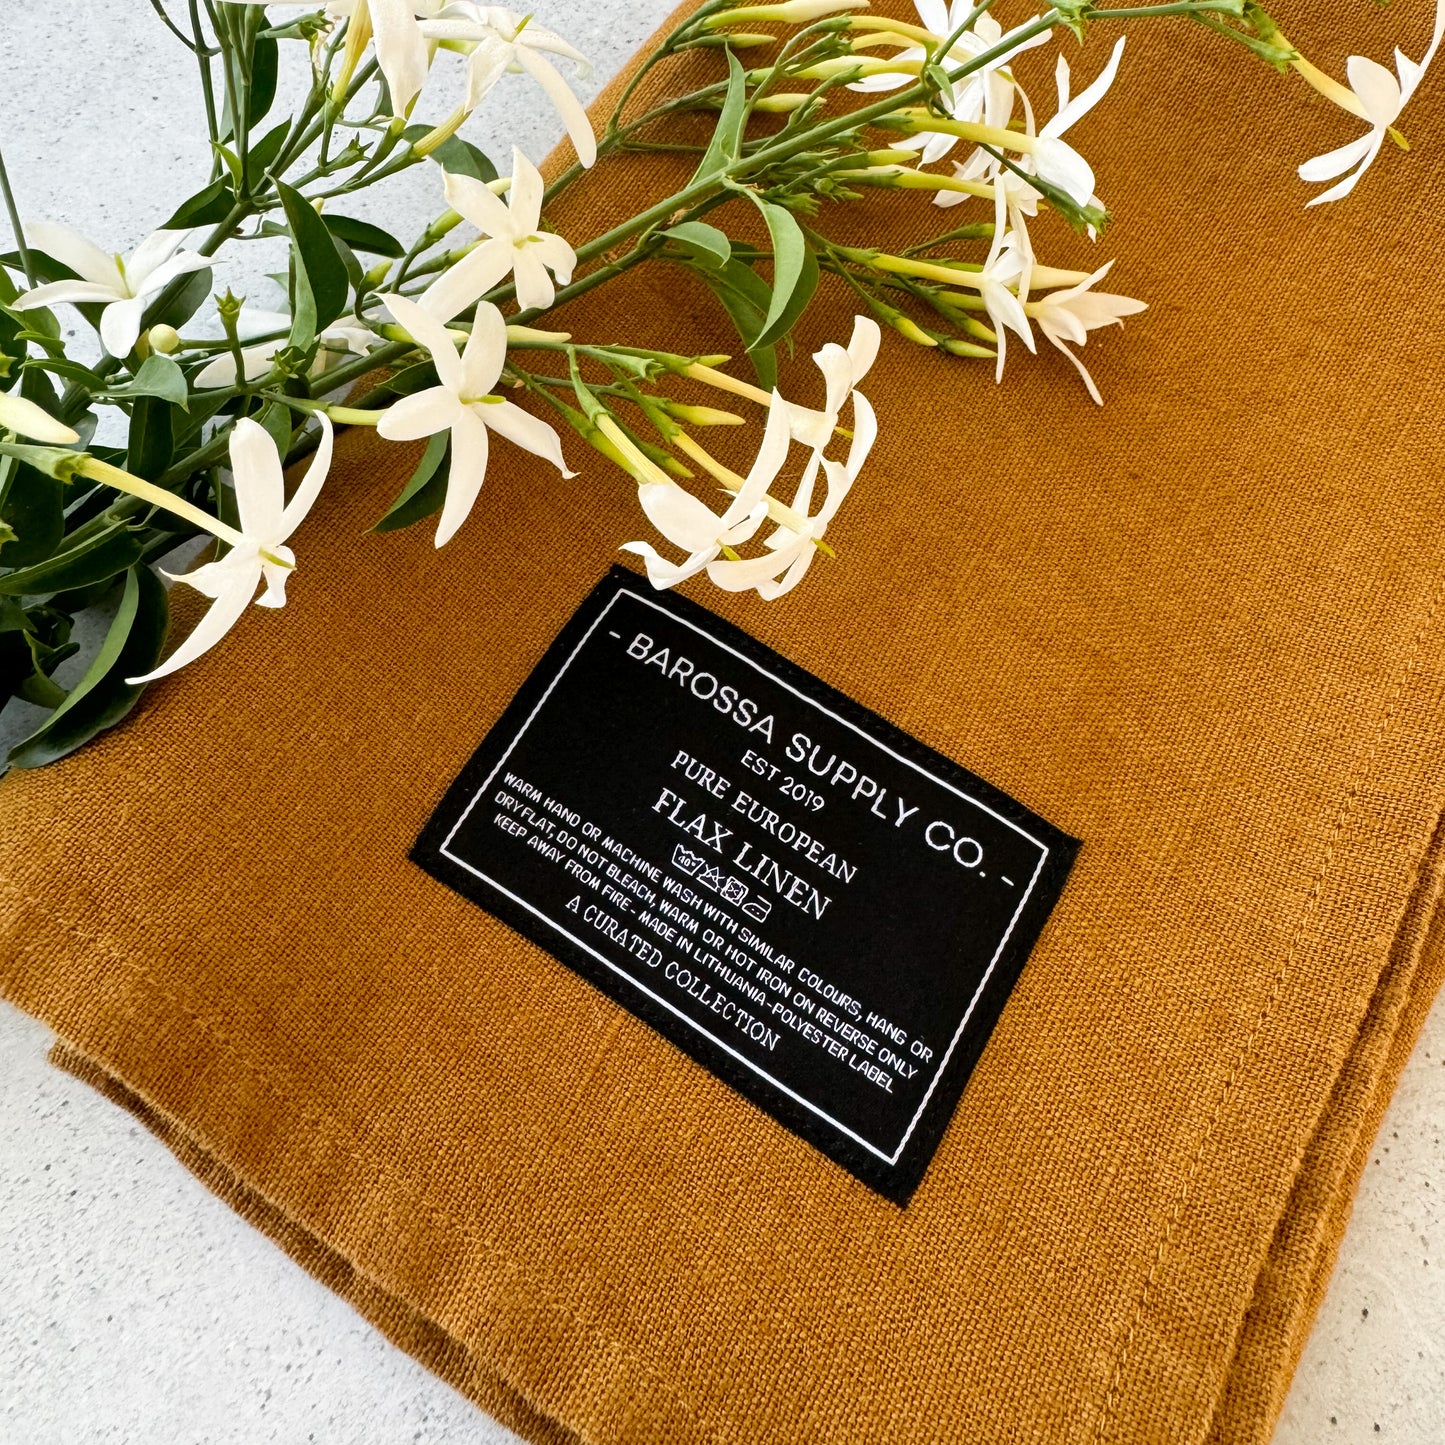 - BAROSSA SUPPLY CO. -
EST 2019
PURE EUROPEAN
FLAX LINEN
40°
WARM HAND OR MACHINE WASH WITH SIMILAR COLOURS, HANG OR
DRY FLAT, DO NOT BLEACH, WARM OR HOT IRON ON REVERSE ONLY
KEEP AWAY FROM FIRE - MADE IN LITHUANIA - POLYESTER LABEL
A CURATED COLLECTION